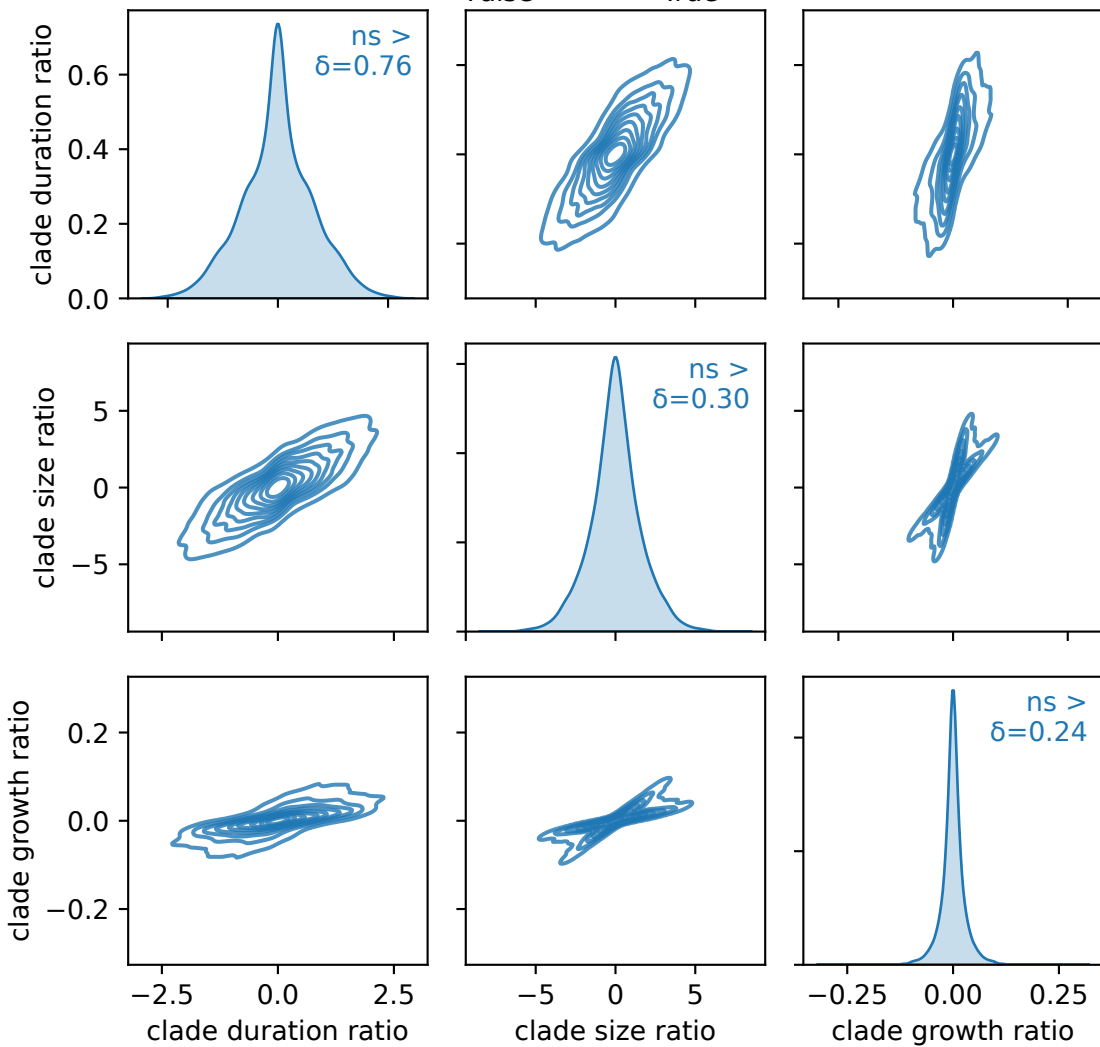 True
clade duration ratio
0.6
0.4
0.2
0.0
ns >
δ=0.76
clade size ratio
5
0
−5
ns >
δ=0.30
clade growth ratio
0.2
0.0
−0.2
ns >
δ=0.24
−2.5 0.0 2.5
−5 0 5
−0.25 0.00 0.25
clade duration ratio
clade size ratio
clade growth ratio